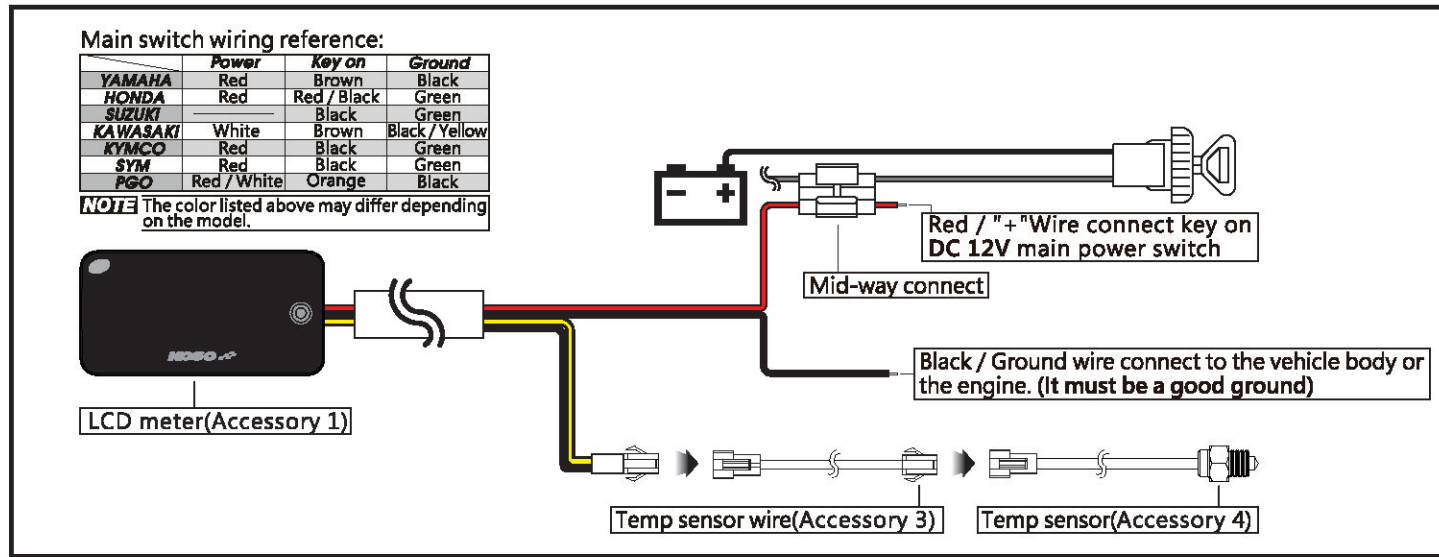 Main switch wiring reference:
Power Key on Ground
YAMAHA Red Brown Black
HONDA Red Red / Black Green
SUZUKI Black Green
KAWASAKI White Brown Black / Yellow
KYMCO Red Black Green
SYM Red Black Green
PGO Red / White Orange Black
NOTE The color listed above may differ depending
on the model.
- +
Red / "+"Wire connect key on
DC 12V main power switch
Mid-way connect
KOSO
Black / Ground wire connect to the vehicle body or
the engine. (It must be a good ground)
LCD meter(Accessory 1)
Temp sensor wire(Accessory 3)
Temp sensor(Accessory 4)